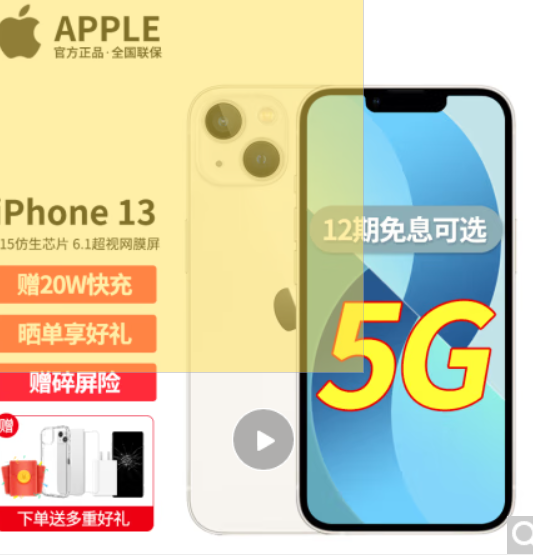 APPLE
官方正品·全国联保
iPhone 13
15仿生芯片 6.1超视网膜屏
12期免息可选
赠20W快充
5G
晒单享好礼
赠碎屏险
赠
下单送多重好礼